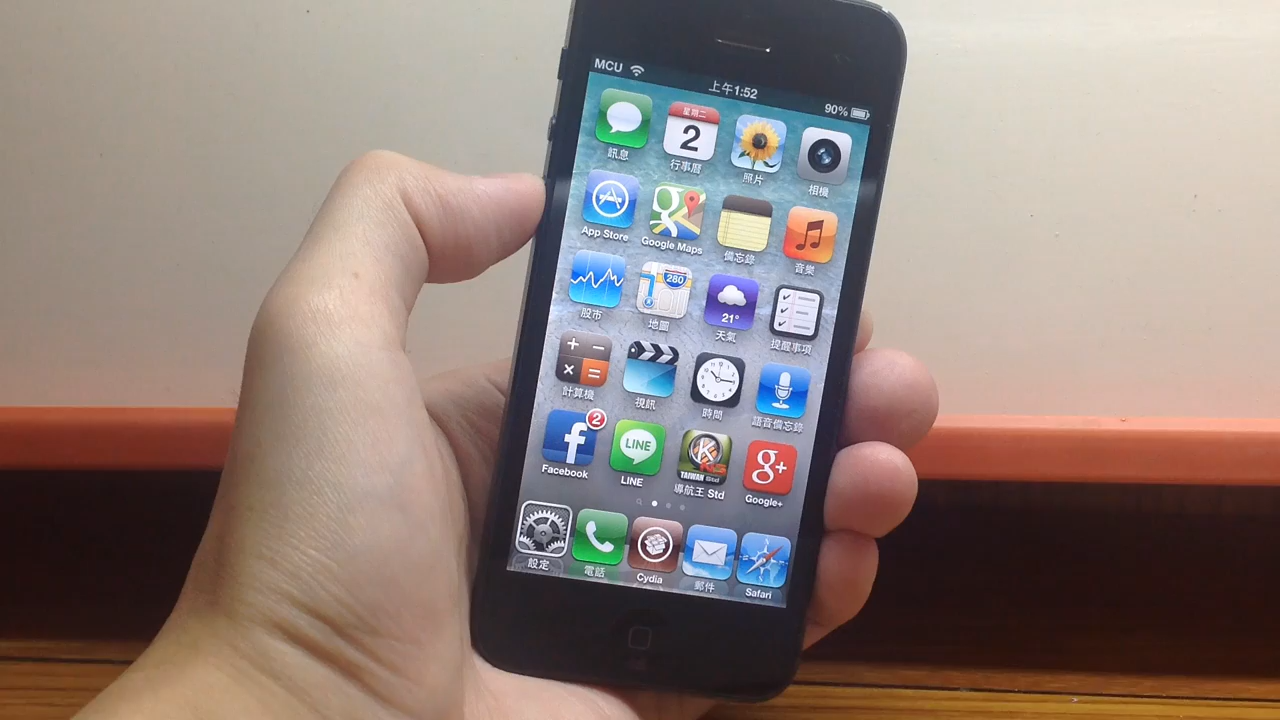 MCU
上午1:52
90%
星期二
2
訊息
行事曆
照片
相機
App Store
Google Maps
備忘錄
音樂
280
21°
股市
地圖
天氣
提醒事項
計算機
視訊
時間
語音備忘錄
2
LINE
TAIWAN Std
g+
Facebook
LINE
導航王 Std
Google+
設定
電話
Cydia
郵件
Safari